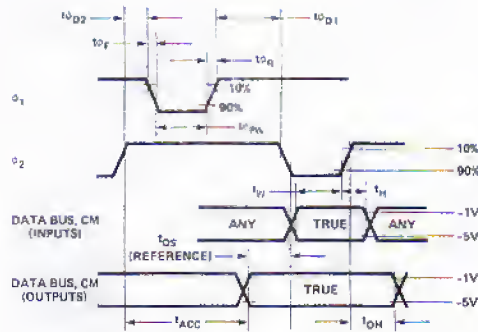 tφD2
tφD1
tφF
tφR
10%
φ1
90%
tφPW
φ2
10%
90%
tW
tH
DATA BUS, CM
(INPUTS)
ANY
TRUE
ANY
-1V
-5V
tOS
(REFERENCE)
DATA BUS, CM
(OUTPUTS)
TRUE
-1V
-5V
tACC
tOH